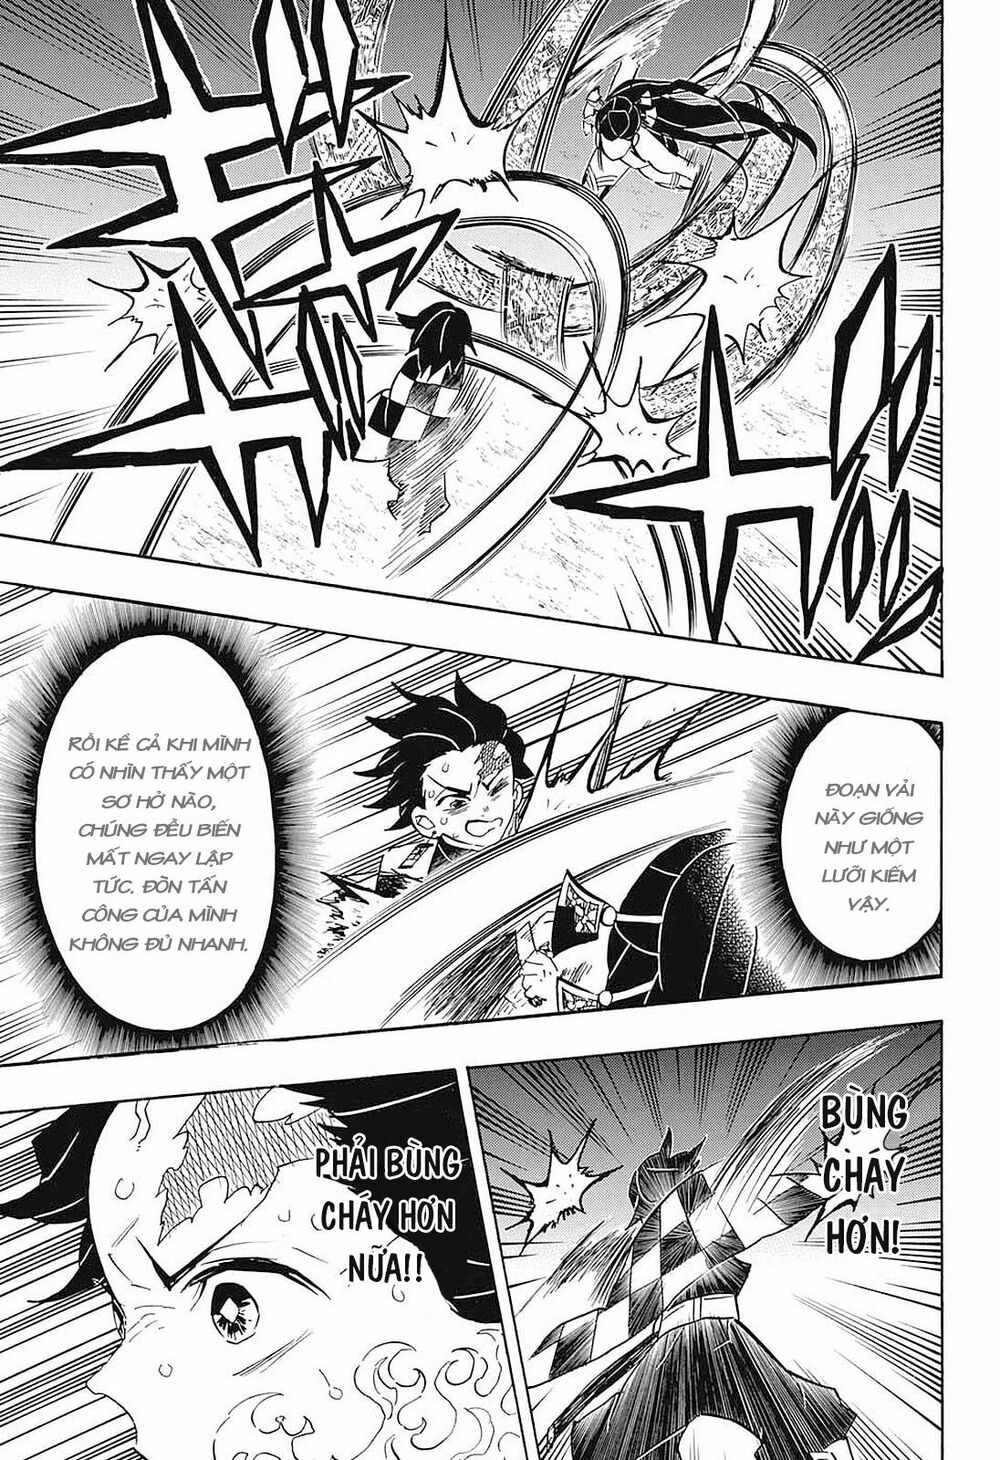 ĐOẠN VẢI
NÀY GIỐNG
NHƯ MỘT
LƯỠI KIẾM
VẬY.
RỒI KỂ CẢ KHI MÌNH
CÓ NHÌN THẤY MỘT
SƠ HỞ NÀO,
CHÚNG ĐỀU BIẾN
MẤT NGAY LẬP
TỨC. ĐÒN TẤN
CÔNG CỦA MÌNH
KHÔNG ĐỦ NHANH.
BÙNG
CHÁY
HƠN!
PHẢI BÙNG
CHÁY HƠN
NỮA!!